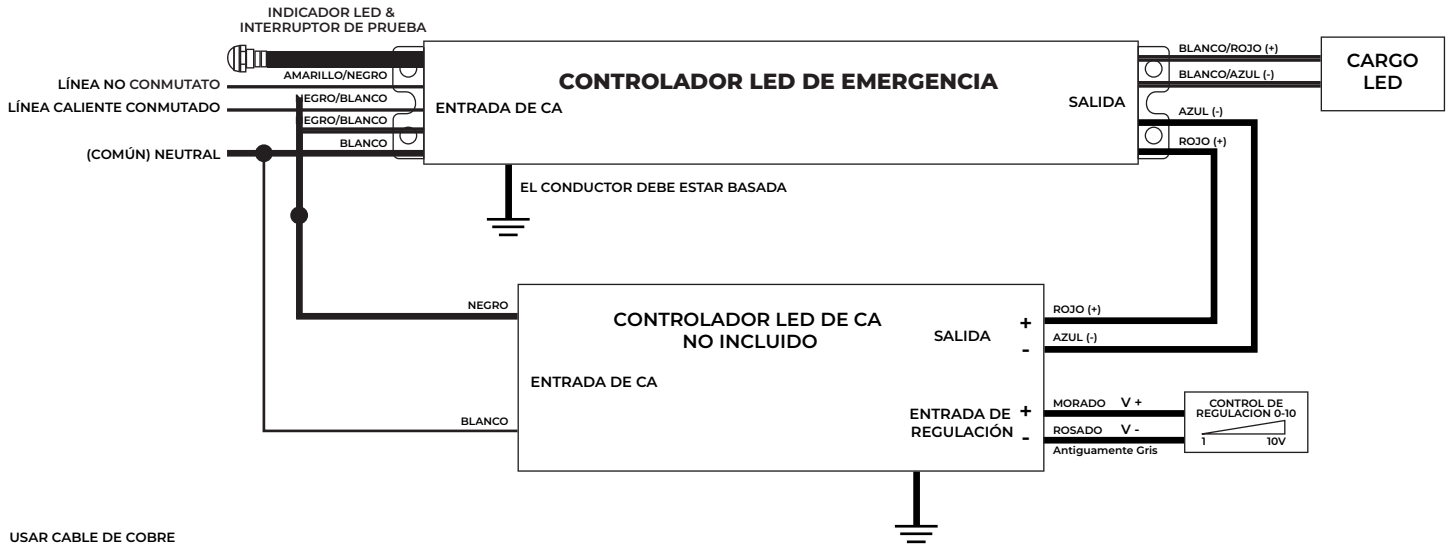 INDICADOR LED &
INTERRUPTOR DE PRUEBA
AMARILLO/NEGRO
LÍNEA NO CONMUTATO
NEGRO/BLANCO
LÍNEA CALIENTE CONMUTADO
NEGRO/BLANCO
BLANCO
(COMÚN) NEUTRAL
CONTROLADOR LED DE EMERGENCIA
ENTRADA DE CA
SALIDA
BLANCO/ROJO (+)
BLANCO/AZUL (-)
AZUL (-)
ROJO (+)
CARGO
LED
EL CONDUCTOR DEBE ESTAR BASADA
NEGRO
CONTROLADOR LED DE CA
NO INCLUIDO
SALIDA
+
-
ROJO (+)
AZUL (-)
ENTRADA DE CA
BLANCO
ENTRADA DE
REGULACIÓN
+
-
MORADO V +
ROSADO V -
Antiguamente Gris
CONTROL DE
REGULACION 0-10
1 10V
USAR CABLE DE COBRE